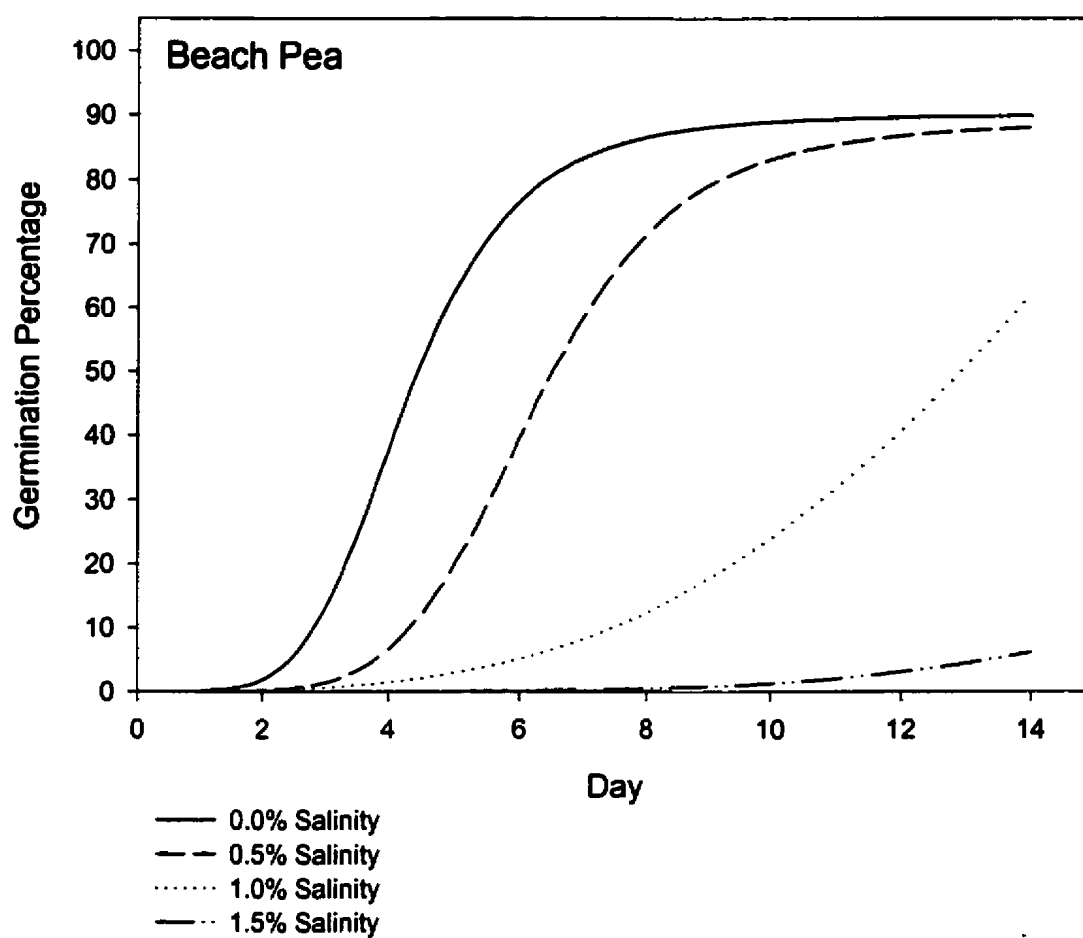 Beach Pea
Germination Percentage
100
90
80
70
60
50
40
30
20
10
0
0 2 4 6 8 10 12 14
Day
0.0% Salinity
0.5% Salinity
1.0% Salinity
1.5% Salinity